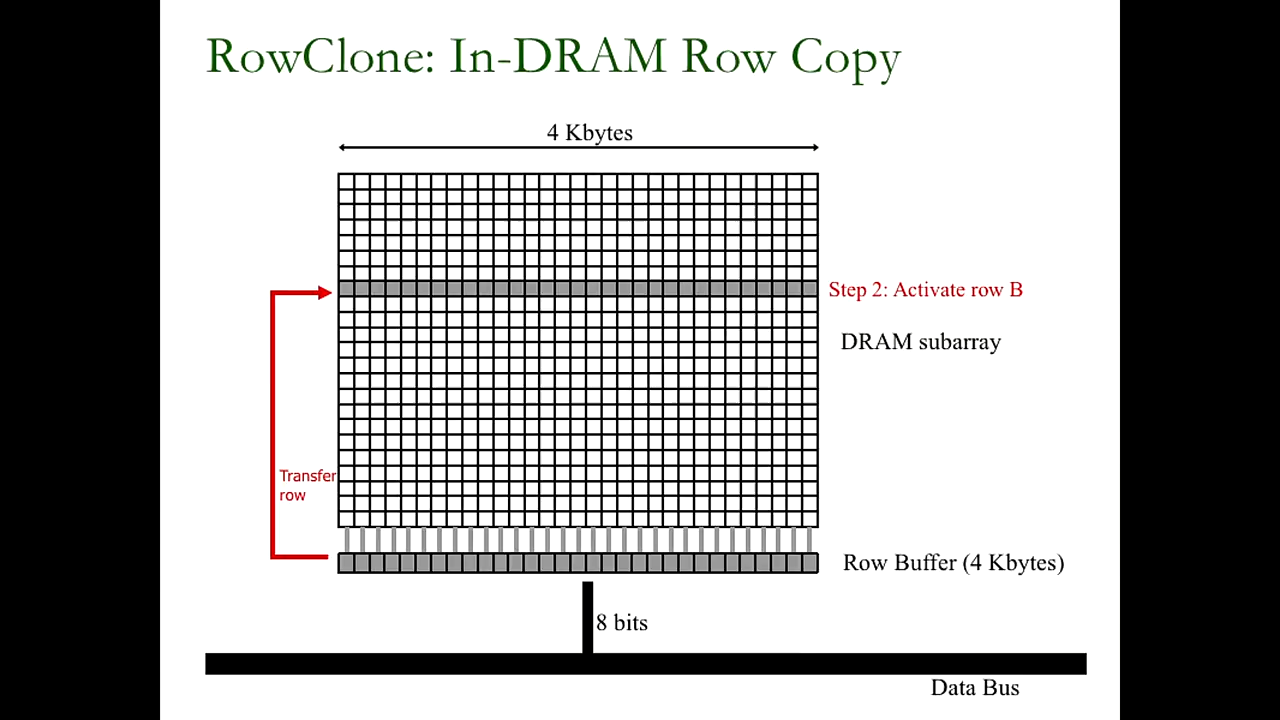 RowClone: In-DRAM Row Copy
4 Kbytes
Step 2: Activate row B
DRAM subarray
Transfer
row
Row Buffer (4 Kbytes)
8 bits
Data Bus